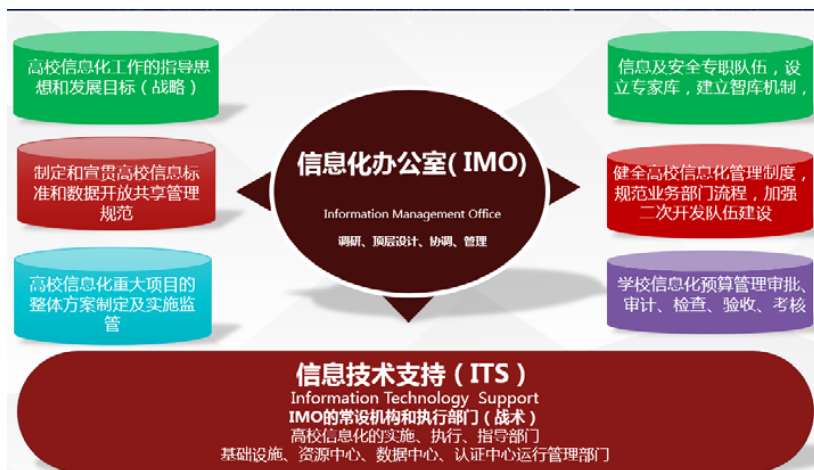 高校信息化工作的指导思
想和发展目标（战略）
制定和宣贯高校信息标
准和数据开放共享管理
规范
高校信息化重大项目的
整体方案制定及实施监
管
信息化办公室( IMO)
Information Management Office
调研、顶层设计、协调、管理
信息及安全专职队伍，设
立专家库，建立智库机制，
健全高校信息化管理制度，
规范业务部门流程，加强
二次开发队伍建设
学校信息化预算管理审批、
审计、检查、验收、考核
信息技术支持（ITS）
Information Technology Support
IMO的常设机构和执行部门（战术）
高校信息化的实施、执行、指导部门
基础设施、资源中心、数据中心、认证中心运行管理部门